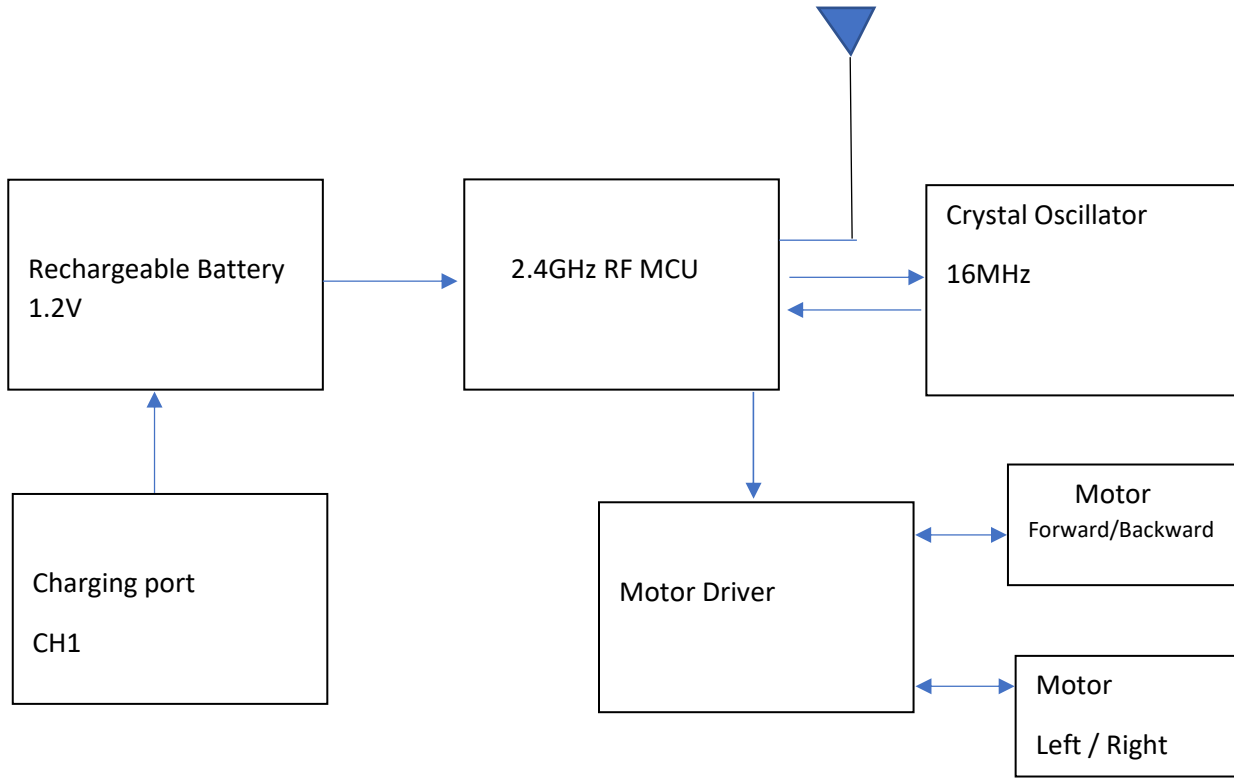 Rechargeable Battery
1.2V
2.4GHz RF MCU
Crystal Oscillator
16MHz
Charging port
CH1
Motor Driver
Motor
Forward/Backward
Motor
Left / Right